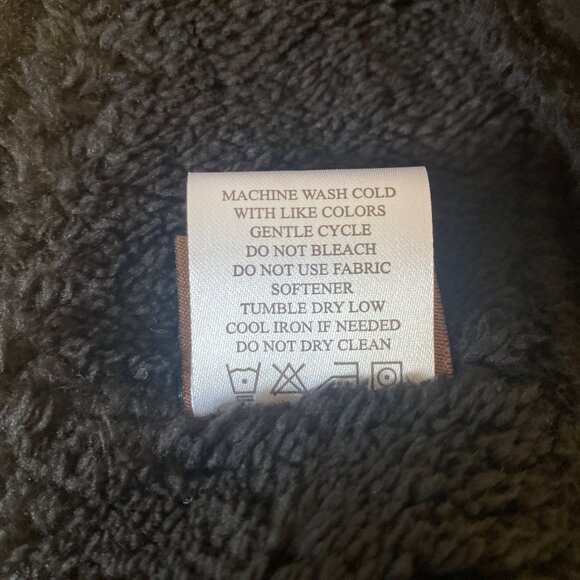 MACHINE WASH COLD
WITH LIKE COLORS
GENTLE CYCLE
DO NOT BLEACH
DO NOT USE FABRIC
SOFTENER
TUMBLE DRY LOW
COOL IRON IF NEEDED
DO NOT DRY CLEAN